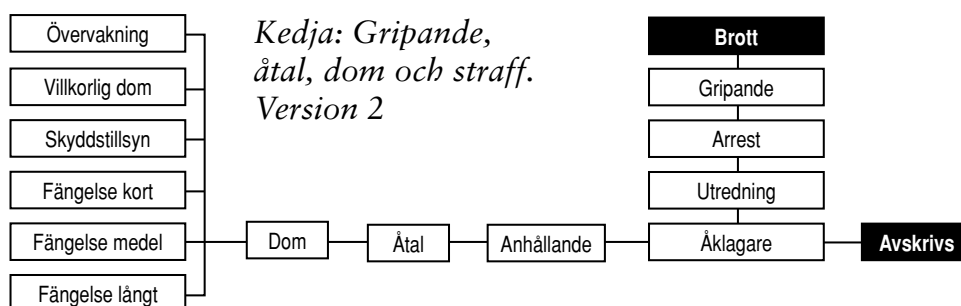 Kedja: Gripande,
åtal, dom och straff.
Version 2
Övervakning
Villkorlig dom
Skyddstillsyn
Fängelse kort
Fängelse medel
Fängelse långt
Dom
Åtal
Anhållande
Brott
Gripande
Arrest
Utredning
Åklagare
Avskrivs